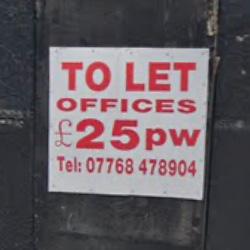 TO LET
OFFICES
£25pw
Tel: 07768 478904